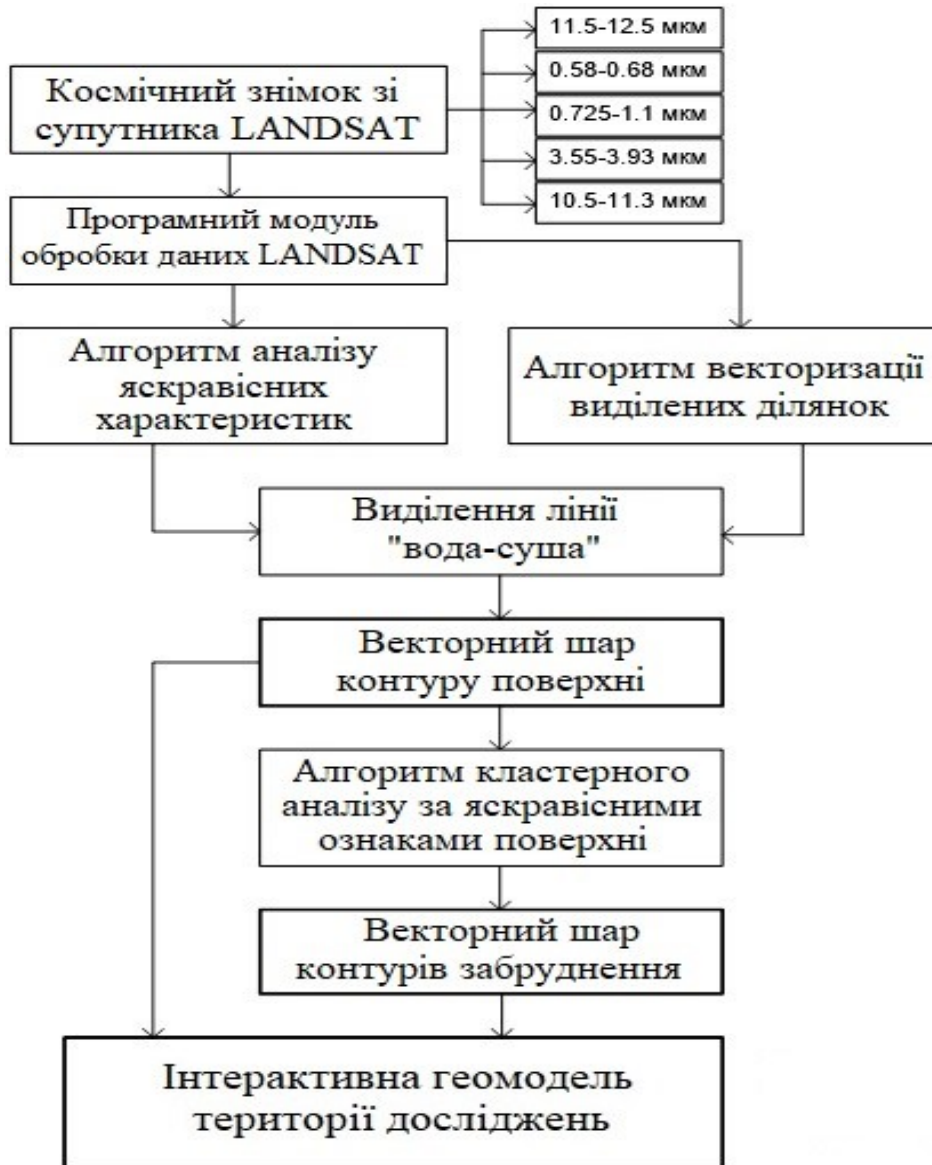 11.5-12.5 мкм
Космічний знімок зі
супутника LANDSAT
0.58-0.68 мкм
0.725-1.1 мкм
3.55-3.93 мкм
10.5-11.3 мкм
Програмний модуль
обробки даних LANDSAT
Алгоритм аналізу
яскравісних
характеристик
Алгоритм векторизації
виділених ділянок
Виділення лінії
"вода-суша"
Векторний шар
контуру поверхні
Алгоритм кластерного
аналізу за яскравісними
ознаками поверхні
Векторний шар
контурів забруднення
Інтерактивна геомодель
території досліджень